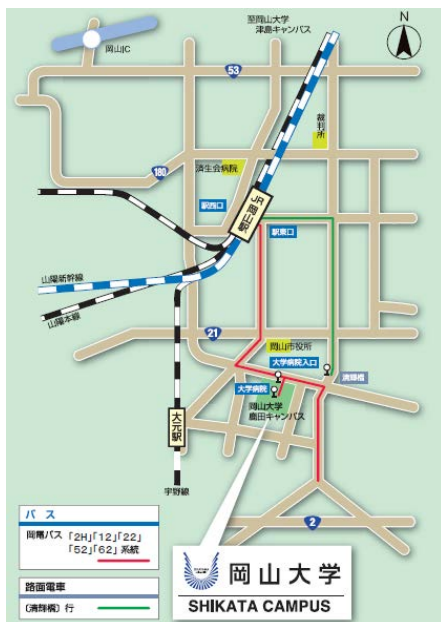 至岡山大学
津島キャンパス
N
岡山IC
53
裁判所
180
済生会病院
駅西口
JR岡山駅
駅東口
山陽新幹線
山陽本線
21
岡山市役所
大学病院入口
清輝橋
大学病院
岡山大学
鹿田キャンパス
大元駅
宇野線
2
バス
岡電バス「2H」「12」「22」
「52」「62」系統
路面電車
〔清輝橋〕行
岡山大学
SHIKATA CAMPUS